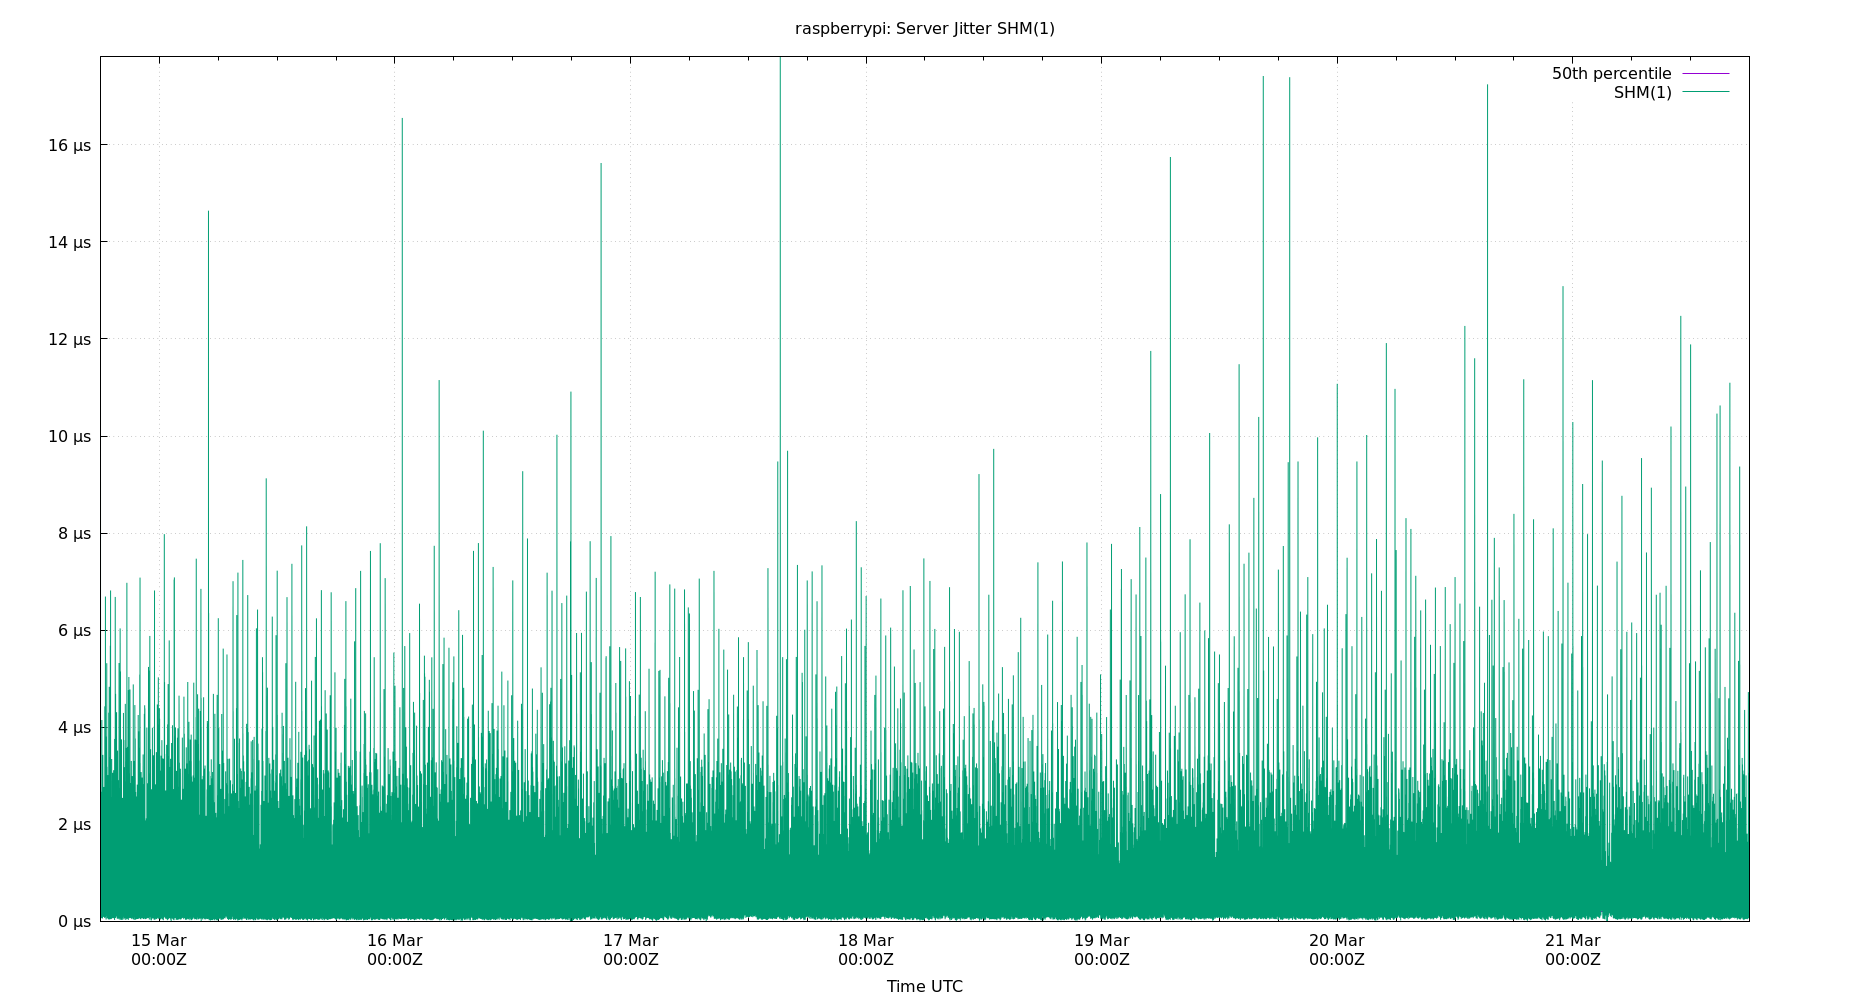 raspberrypi: Server Jitter SHM(1)
50th percentile
SHM(1)
16 µs
14 µs
12 µs
10 µs
8 µs
6 µs
4 µs
2 µs
0 µs
15 Mar 16 Mar 17 Mar 18 Mar 19 Mar 20 Mar 21 Mar
00:00Z 00:00Z 00:00Z 00:00Z 00:00Z 00:00Z 00:00Z
Time UTC